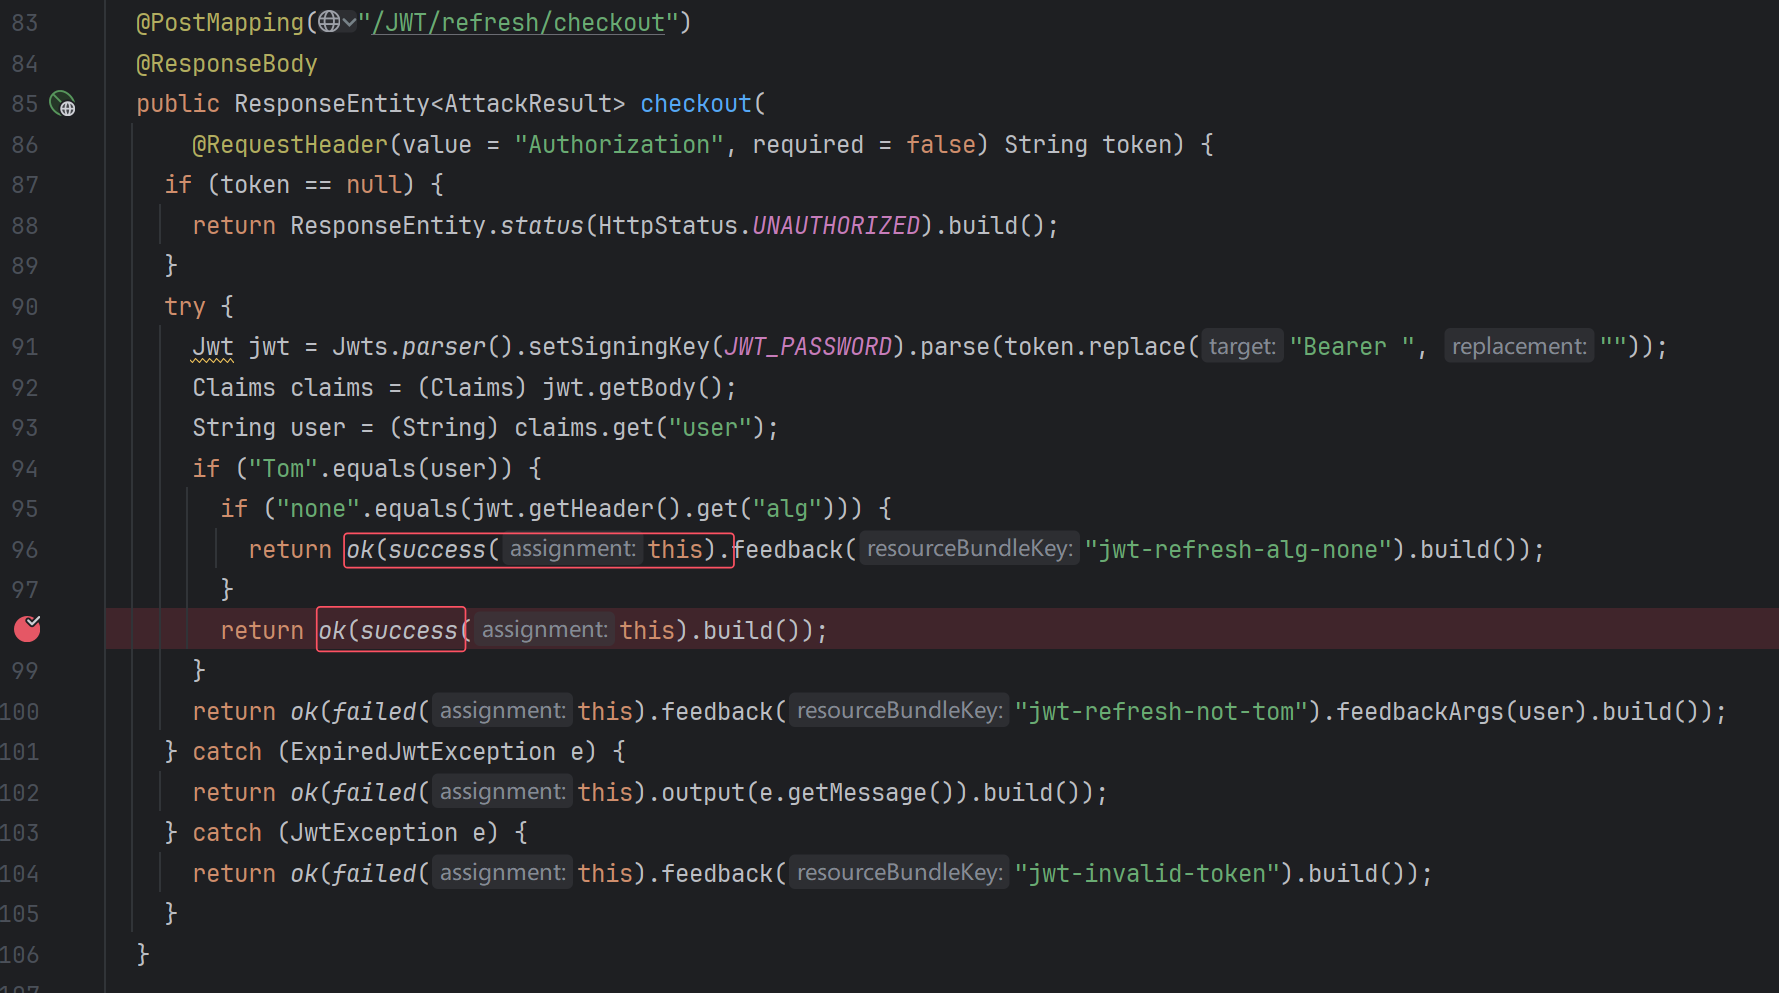 83 @PostMapping("/JWT/refresh/checkout")
84 @ResponseBody
85 public ResponseEntity<AttackResult> checkout(
86 @RequestHeader(value = "Authorization", required = false) String token) {
87 if (token == null) {
88 return ResponseEntity.status(HttpStatus.UNAUTHORIZED).build();
89 }
90 try {
91 Jwt jwt = Jwts.parser().setSigningKey(JWT_PASSWORD).parse(token.replace( target: "Bearer ", replacement: ""));
92 Claims claims = (Claims) jwt.getBody();
93 String user = (String) claims.get("user");
94 if ("Tom".equals(user)) {
95 if ("none".equals(jwt.getHeader().get("alg"))) {
96 return ok(success( assignment: this).feedback( resourceBundleKey: "jwt-refresh-alg-none").build());
97 }
return ok(success( assignment: this).build());
99 }
100 return ok(failed( assignment: this).feedback( resourceBundleKey: "jwt-refresh-not-tom").feedbackArgs(user).build());
101 } catch (ExpiredJwtException e) {
102 return ok(failed( assignment: this).output(e.getMessage()).build());
103 } catch (JwtException e) {
104 return ok(failed( assignment: this).feedback( resourceBundleKey: "jwt-invalid-token").build());
105 }
106 }
107